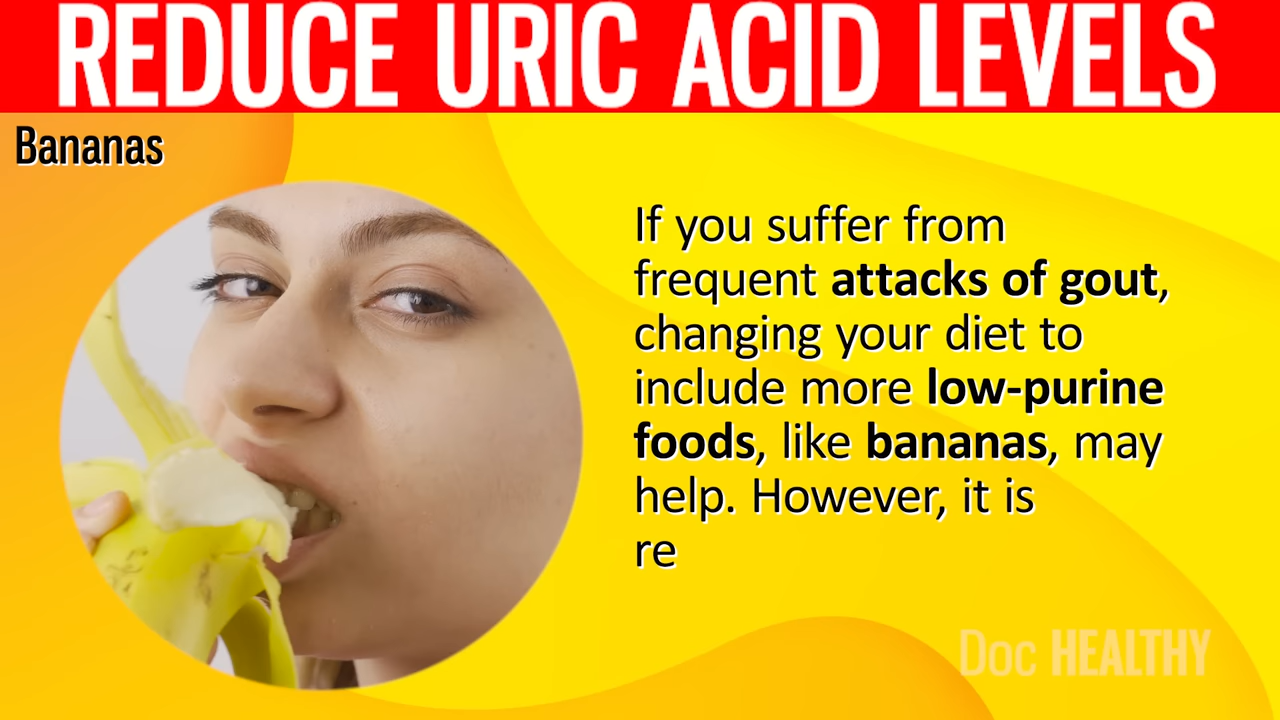 REDUCE URIC ACID LEVELS
Bananas
If you suffer from
frequent attacks of gout,
changing your diet to
include more low-purine
foods, like bananas, may
help. However, it is
re
Doc HEALTHY